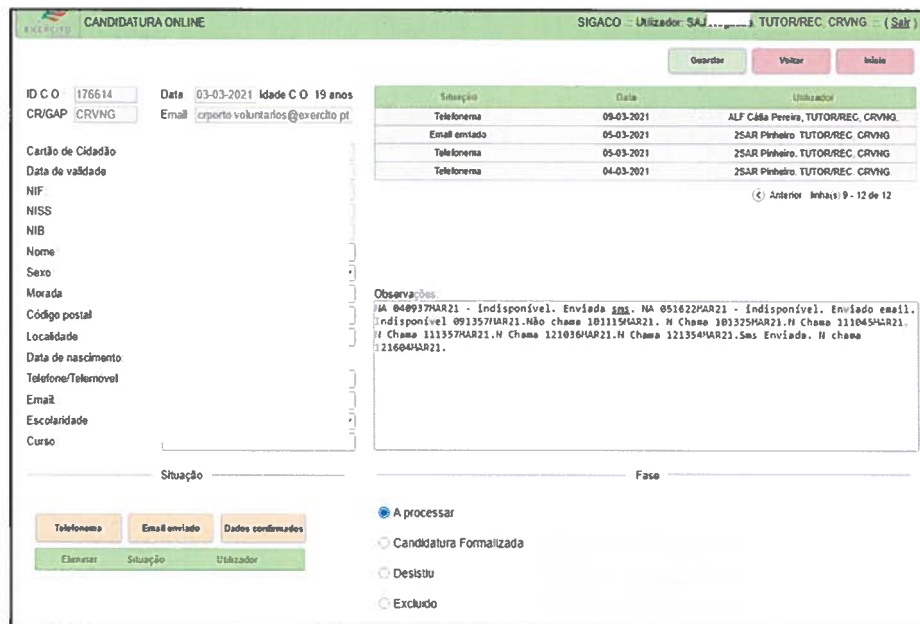 EXÉRCITO
CANDIDATURA ONLINE
SIGACO :: Utilizador: SAJ TUTOR/REC, CRVNG :: ( Sair )
Guardar Voltar Início
ID C O 176614 Data 03-03-2021 Idade C O 19 anos
CR/GAP CRVNG Email crporto.voluntarios@exercito.pt
Cartão de Cidadão
Data de validade
NIF
NISS
NIB
Nome
Sexo
Morada
Código postal
Localidade
Data de nascimento
Telefone/Telemóvel
Email
Escolaridade
Curso
Situação Data Utilizador
Telefonema 09-03-2021 ALF Cátia Pereira, TUTOR/REC, CRVNG.
Email enviado 05-03-2021 2SAR Pinheiro. TUTOR/REC, CRVNG
Telefonema 05-03-2021 2SAR Pinheiro. TUTOR/REC, CRVNG
Telefonema 04-03-2021 2SAR Pinheiro. TUTOR/REC, CRVNG
Anterior linha(s) 9 - 12 de 12
Observações:
NA 040937MAR21 - indisponível. Enviada sms. NA 051622MAR21 - indisponível. Enviado email.
Indisponível 091357MAR21.Não chama 101115MAR21. N Chama 101325MAR21.N Chama 111045MAR21.
N Chama 111357MAR21.N Chama 121036MAR21.N Chama 121354MAR21.Sms Enviada. N chama
121604MAR21.
Situação
Telefonema Email enviado Dados confirmados
Eliminar Situação Utilizador
Fase
A processar
Candidatura Formalizada
Desistiu
Excluído